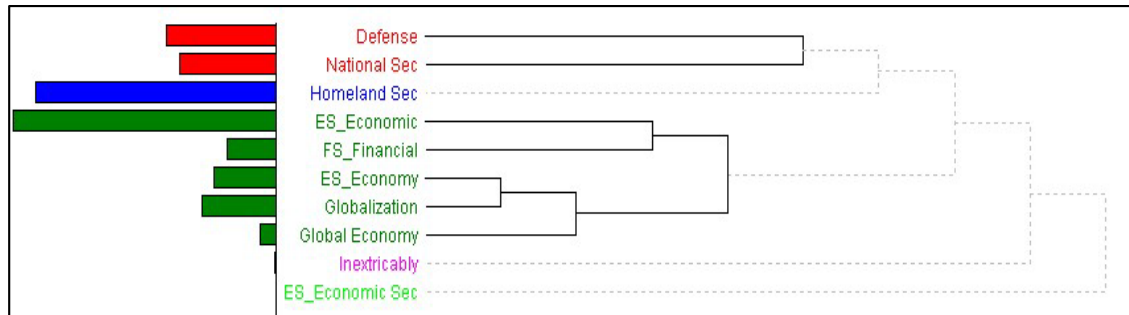 Defense
National Sec
Homeland Sec
ES_Economic
FS_Financial
ES_Economy
Globalization
Global Economy
Inextricably
ES_Economic Sec